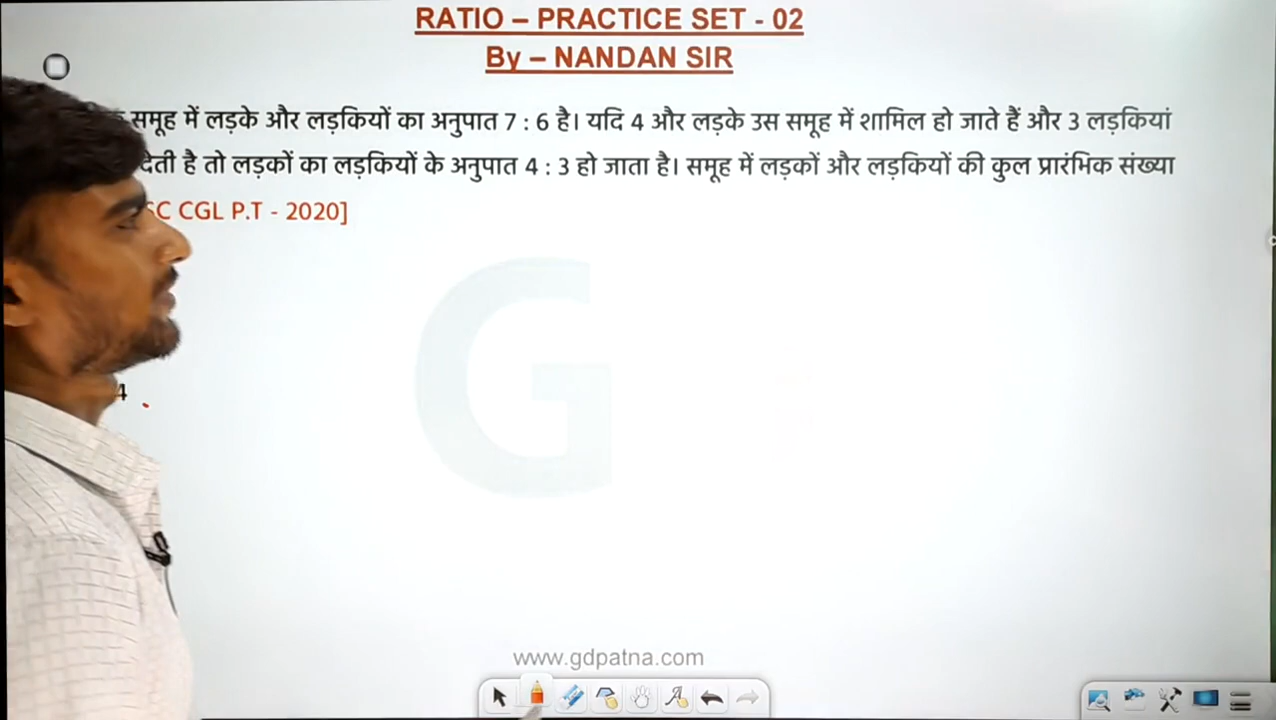 RATIO – PRACTICE SET - 02
By – NANDAN SIR
समूह में लड़के और लड़कियों का अनुपात 7 : 6 है। यदि 4 और लड़के उस समूह में शामिल हो जाते हैं और 3 लड़कियां
देती है तो लड़कों का लड़कियों के अनुपात 4 : 3 हो जाता है। समूह में लड़कों और लड़कियों की कुल प्रारंभिक संख्या
CGL P.T - 2020]
G
4
www.gdpatna.com